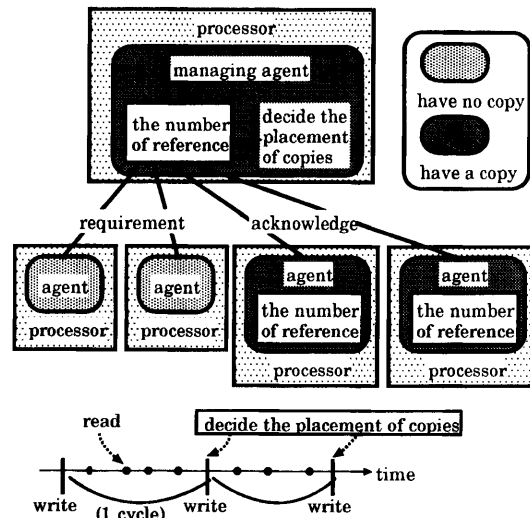 processor
managing agent
the number
of reference
decide the
placement
of copies
have no copy
have a copy
requirement
acknowledge
agent
processor
agent
processor
agent
the number
of reference
processor
agent
the number
of reference
processor
read
decide the placement of copies
time
write
(1 cycle)
write
write